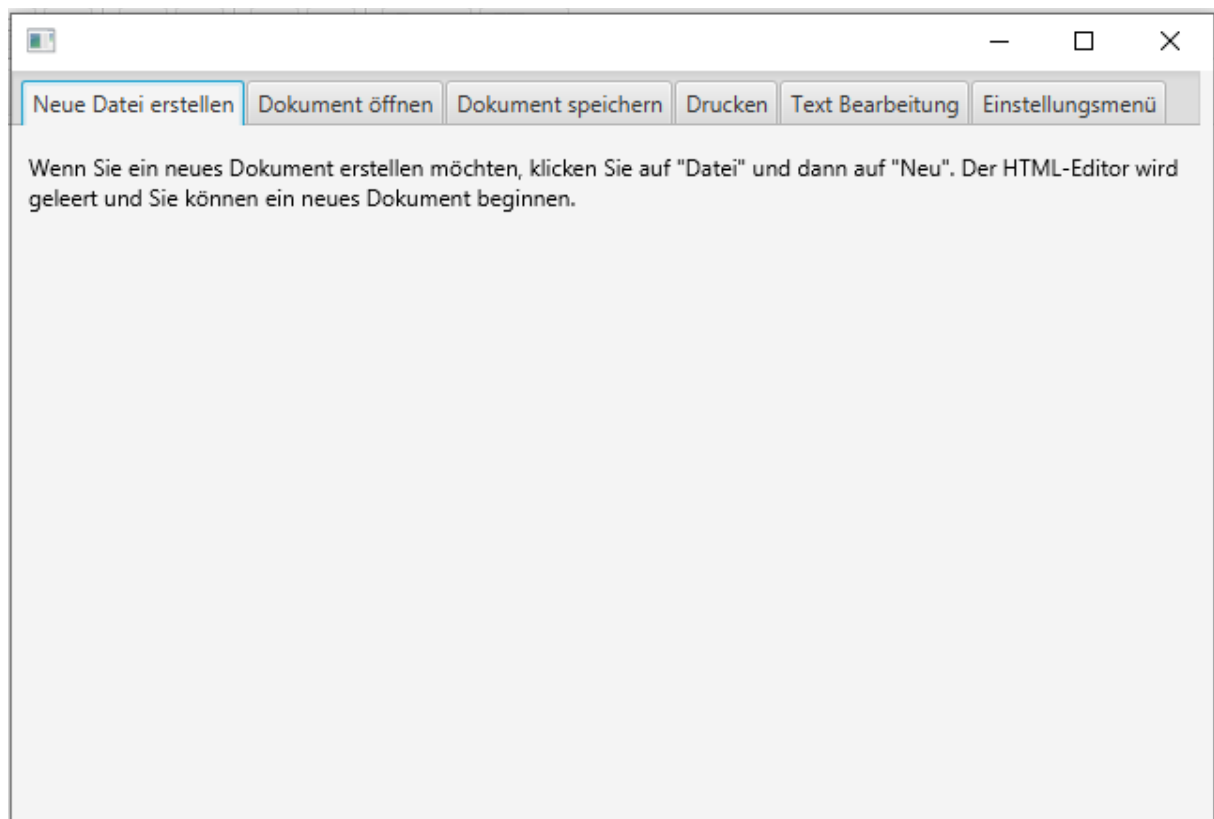 Neue Datei erstellen Dokument öffnen Dokument speichern Drucken Text Bearbeitung Einstellungsmenü
Wenn Sie ein neues Dokument erstellen möchten, klicken Sie auf "Datei" und dann auf "Neu". Der HTML-Editor wird
geleert und Sie können ein neues Dokument beginnen.